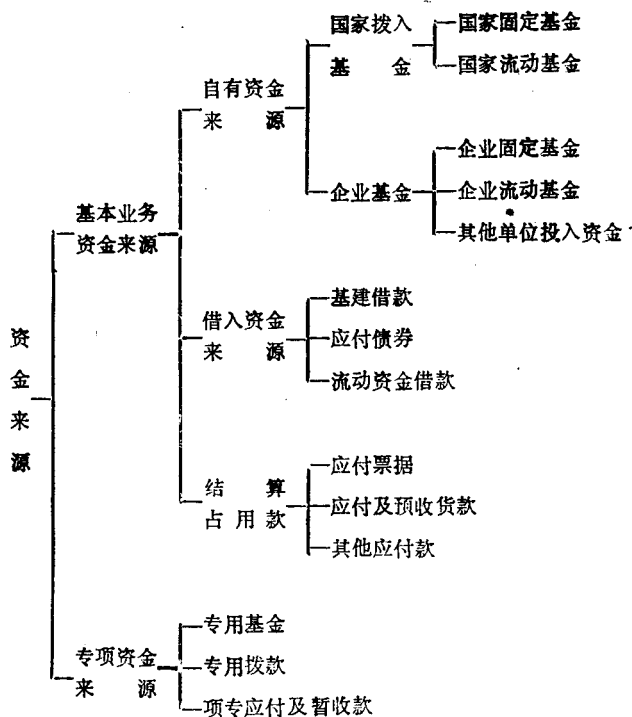 国家拨入
基金
国家固定基金
国家流动基金
自有资金
来源
企业固定基金
企业基金
企业流动基金
其他单位投入资金
基本业务
资金来源
基建借款
借入资金
来源
应付债券
流动资金借款
资金来源
应付票据
结算
占用款
应付及预收货款
其他应付款
专用基金
专项资金
来源
专用拨款
项专应付及暂收款